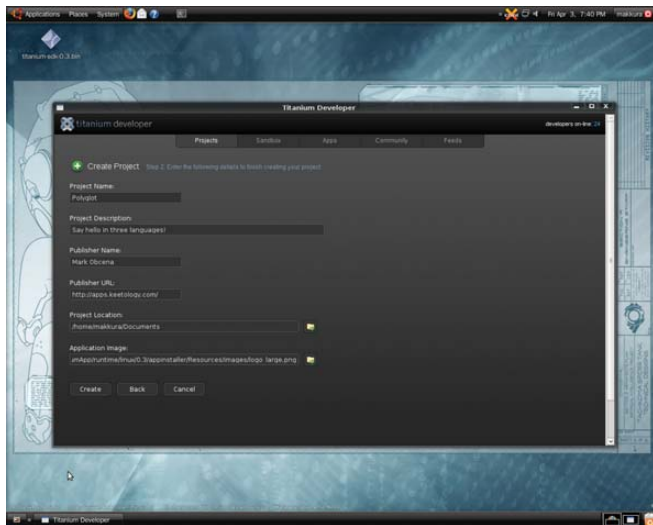 Applications Places System
Fri Apr 3, 7:40 PM makkura
titanium-sdk-0.3.bin
Titanium Developer
titanium developer
developers on-line: 24
Projects Sandbox Apps Community Feeds
Create Project Step 2. Enter the following details to finish creating your project
Project Name:
Polyglot
Project Description:
Say hello in three languages!
Publisher Name:
Mark Obcena
Publisher URL:
http://apps.keetology.com/
Project Location:
/home/makkura/Documents
Application Image:
/linux/0.3/appinstaller/Resources/images/logo_large.png
Create Back Cancel
Titanium Developer